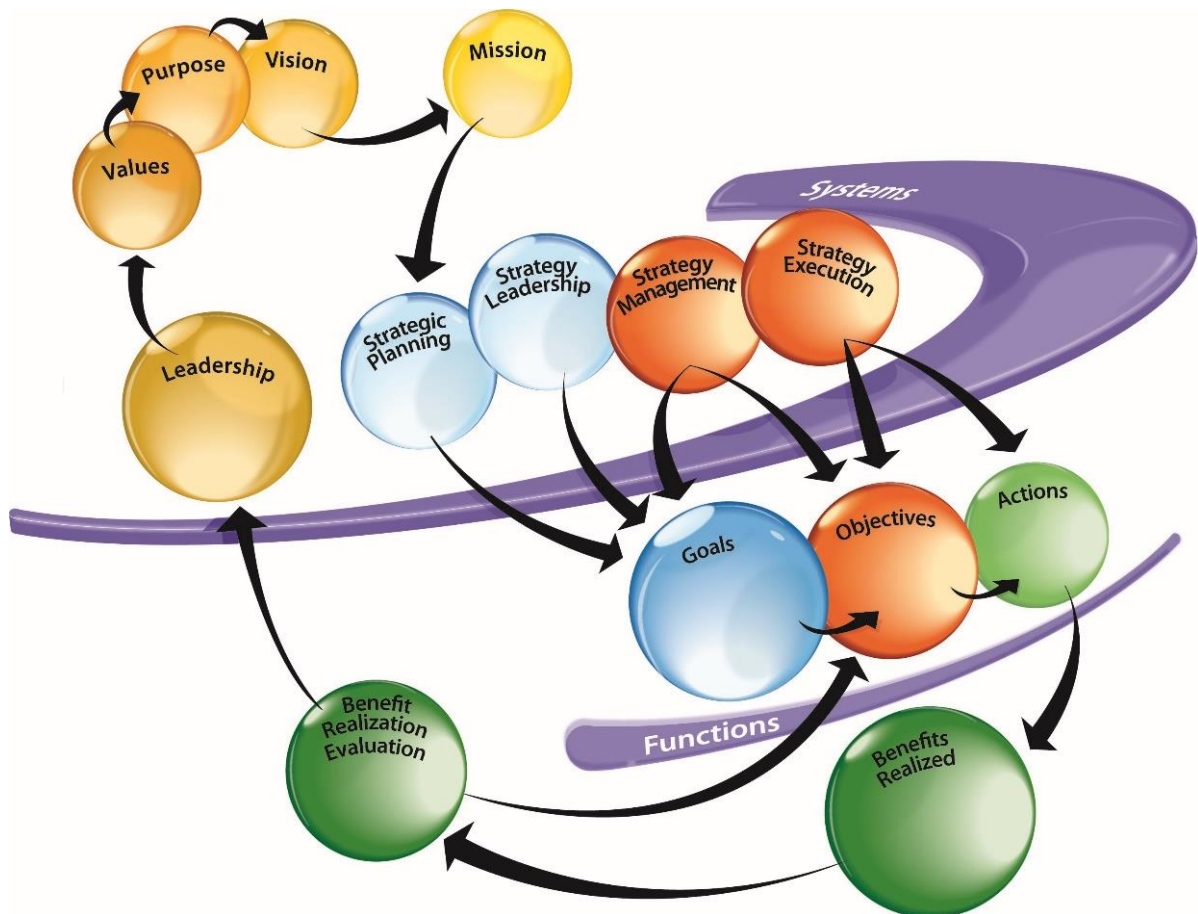 Purpose
Vision
Mission
Values
Systems
Strategic
Planning
Strategy
Leadership
Strategy
Management
Strategy
Execution
Leadership
Goals
Objectives
Actions
Functions
Benefit
Realization
Evaluation
Benefits
Realized